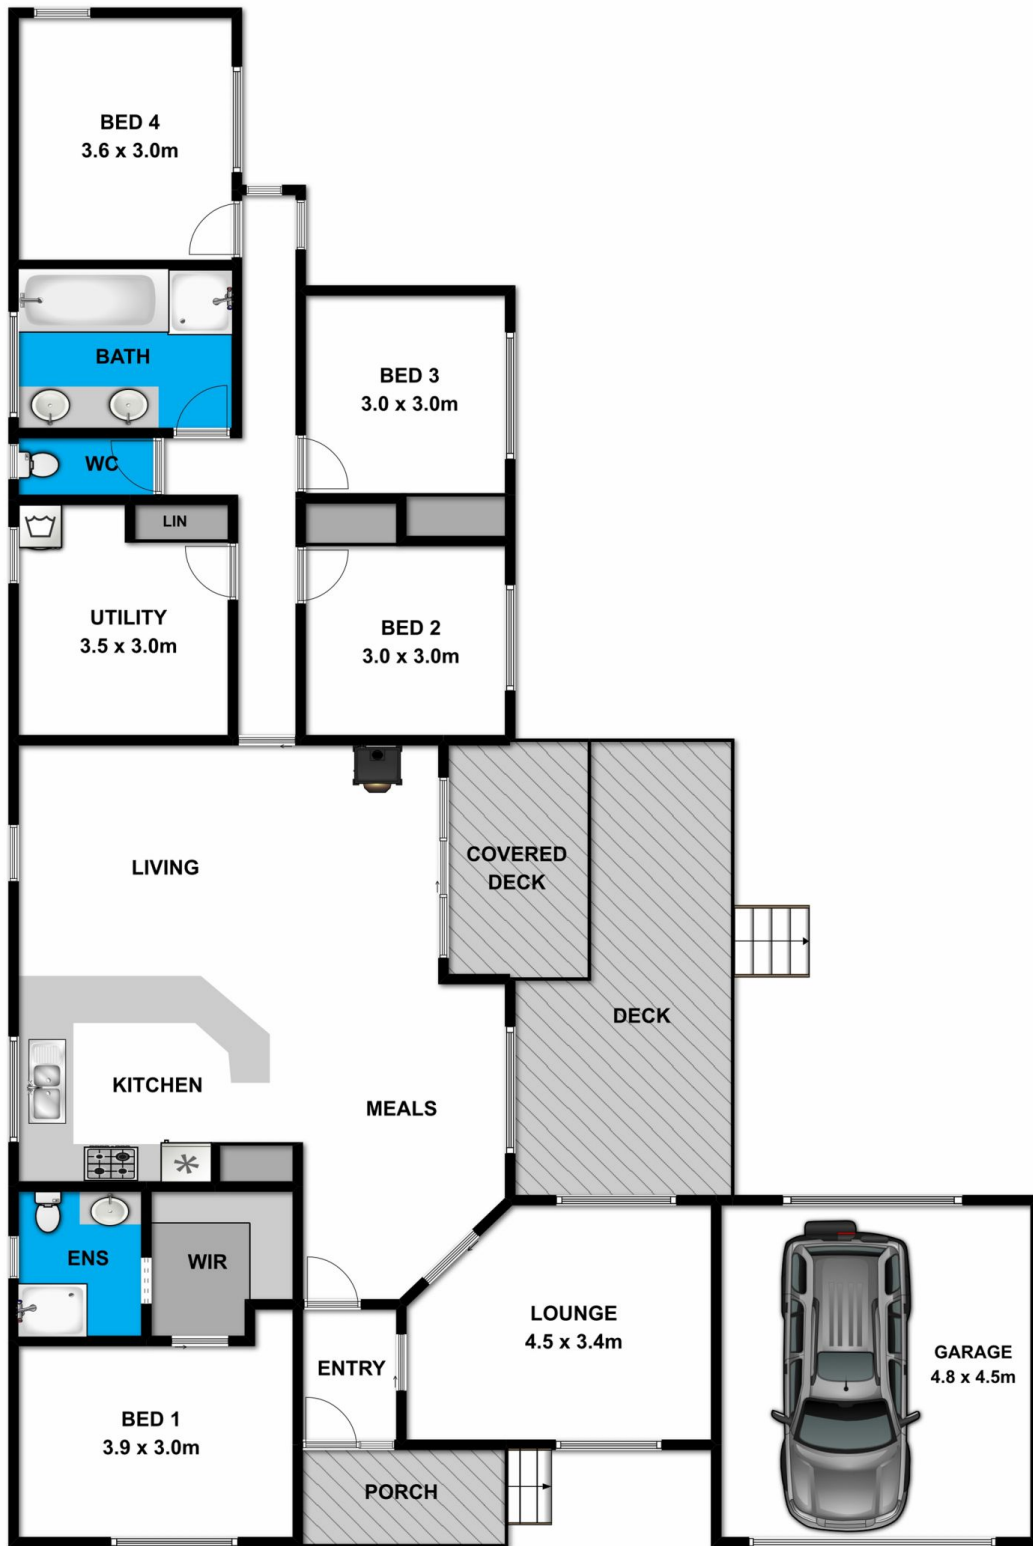 BED 4
3.6 x 3.0m
BATH
BED 3
3.0 x 3.0m
WC
LIN
UTILITY
3.5 x 3.0m
BED 2
3.0 x 3.0m
LIVING
COVERED
DECK
DECK
KITCHEN
MEALS
ENS
WIR
LOUNGE
4.5 x 3.4m
GARAGE
4.8 x 4.5m
ENTRY
BED 1
3.9 x 3.0m
PORCH